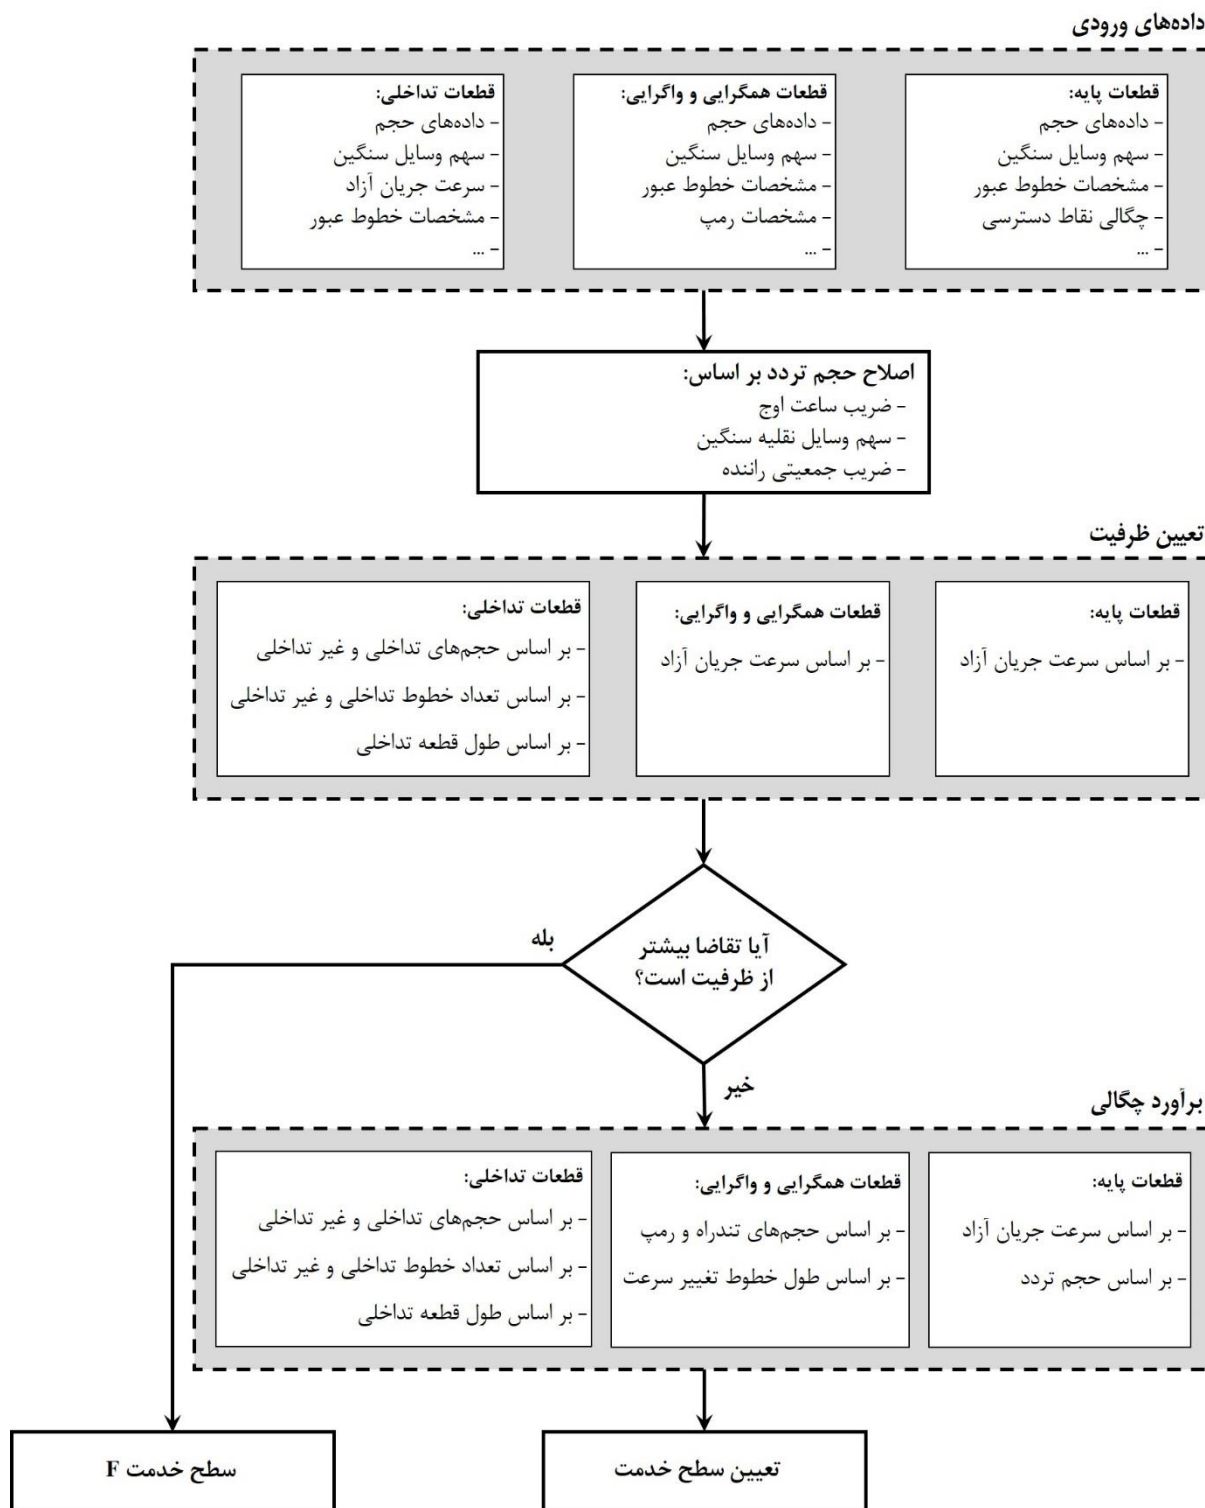 داده‌های ورودی
قطعات پایه:
- داده‌های حجم
- سهم وسایل سنگین
- مشخصات خطوط عبور
- چگالی نقاط دسترسی
- ...
قطعات همگرایی و واگرایی:
- داده‌های حجم
- سهم وسایل سنگین
- مشخصات خطوط عبور
- مشخصات رمپ
- ...
قطعات تداخلی:
- داده‌های حجم
- سهم وسایل سنگین
- سرعت جریان آزاد
- مشخصات خطوط عبور
- ...
اصلاح حجم تردد بر اساس:
- ضریب ساعت اوج
- سهم وسایل نقلیه سنگین
- ضریب جمعیتی راننده
تعیین ظرفیت
قطعات پایه:
- بر اساس سرعت جریان آزاد
قطعات همگرایی و واگرایی:
- بر اساس سرعت جریان آزاد
قطعات تداخلی:
- بر اساس حجم‌های تداخلی و غیر تداخلی
- بر اساس تعداد خطوط تداخلی و غیر تداخلی
- بر اساس طول قطعه تداخلی
آیا تقاضا بیشتر
از ظرفیت است؟
بله
خیر
برآورد چگالی
قطعات پایه:
- بر اساس سرعت جریان آزاد
- بر اساس حجم تردد
قطعات همگرایی و واگرایی:
- بر اساس حجم‌های تندراه و رمپ
- بر اساس طول خطوط تغییر سرعت
قطعات تداخلی:
- بر اساس حجم‌های تداخلی و غیر تداخلی
- بر اساس تعداد خطوط تداخلی و غیر تداخلی
- بر اساس طول قطعه تداخلی
تعیین سطح خدمت
سطح خدمت F